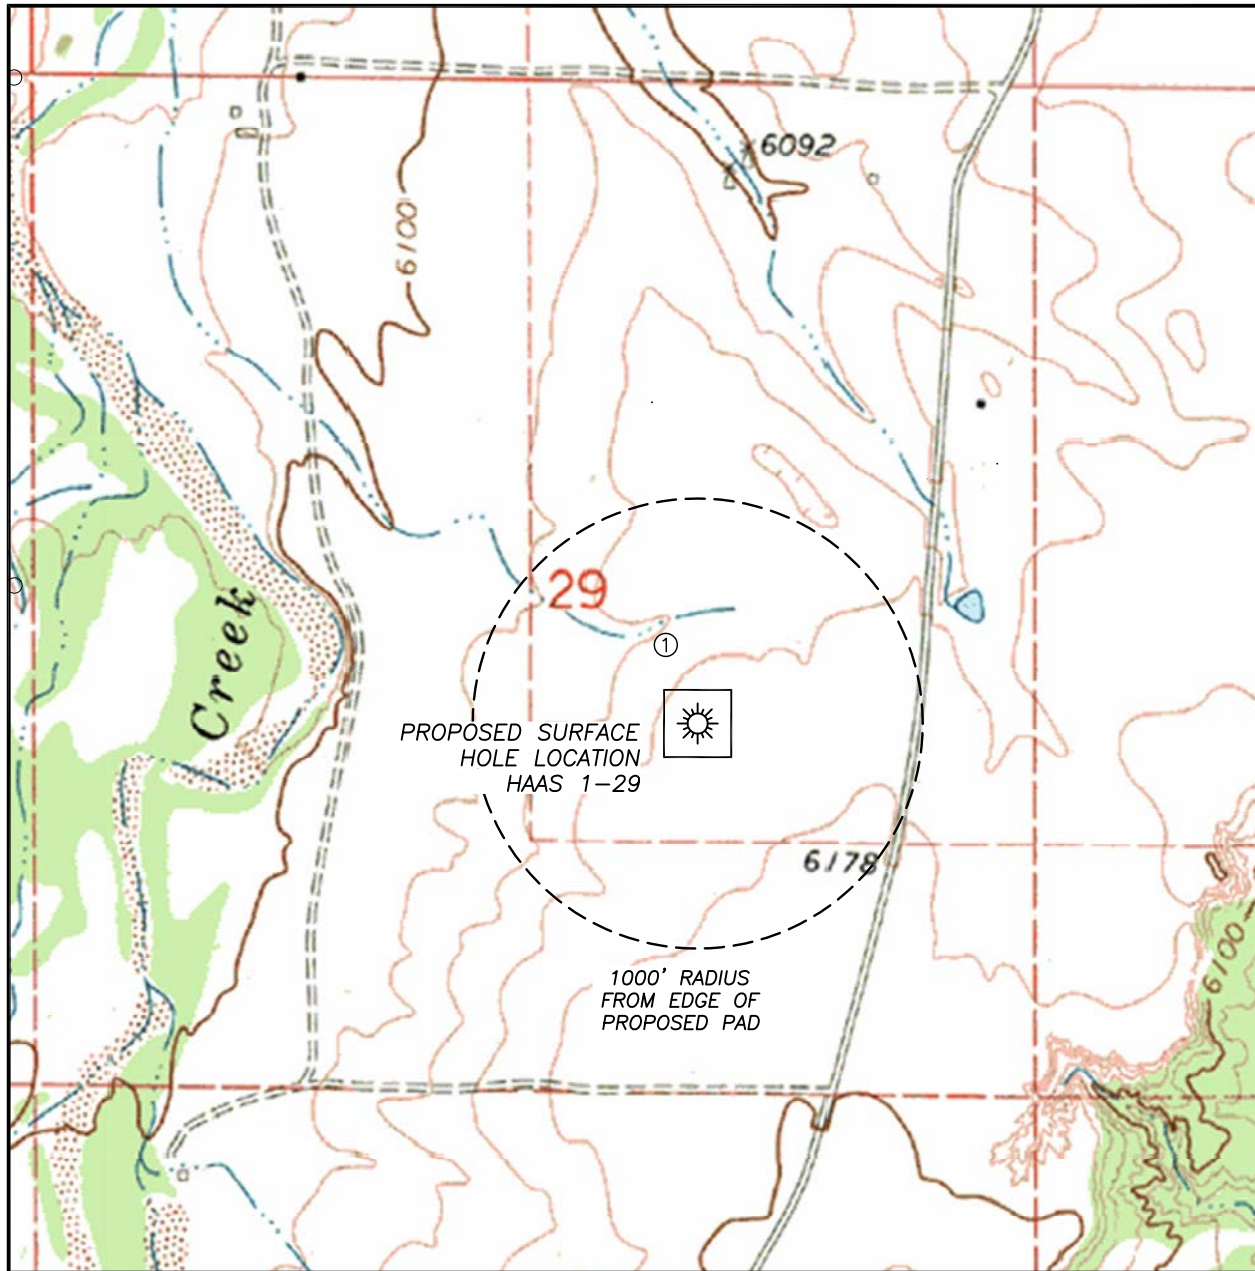 6092
6100
29
Creek
1
PROPOSED SURFACE
HOLE LOCATION
HAAS 1-29
6178
6100
1000' RADIUS
FROM EDGE OF
PROPOSED PAD